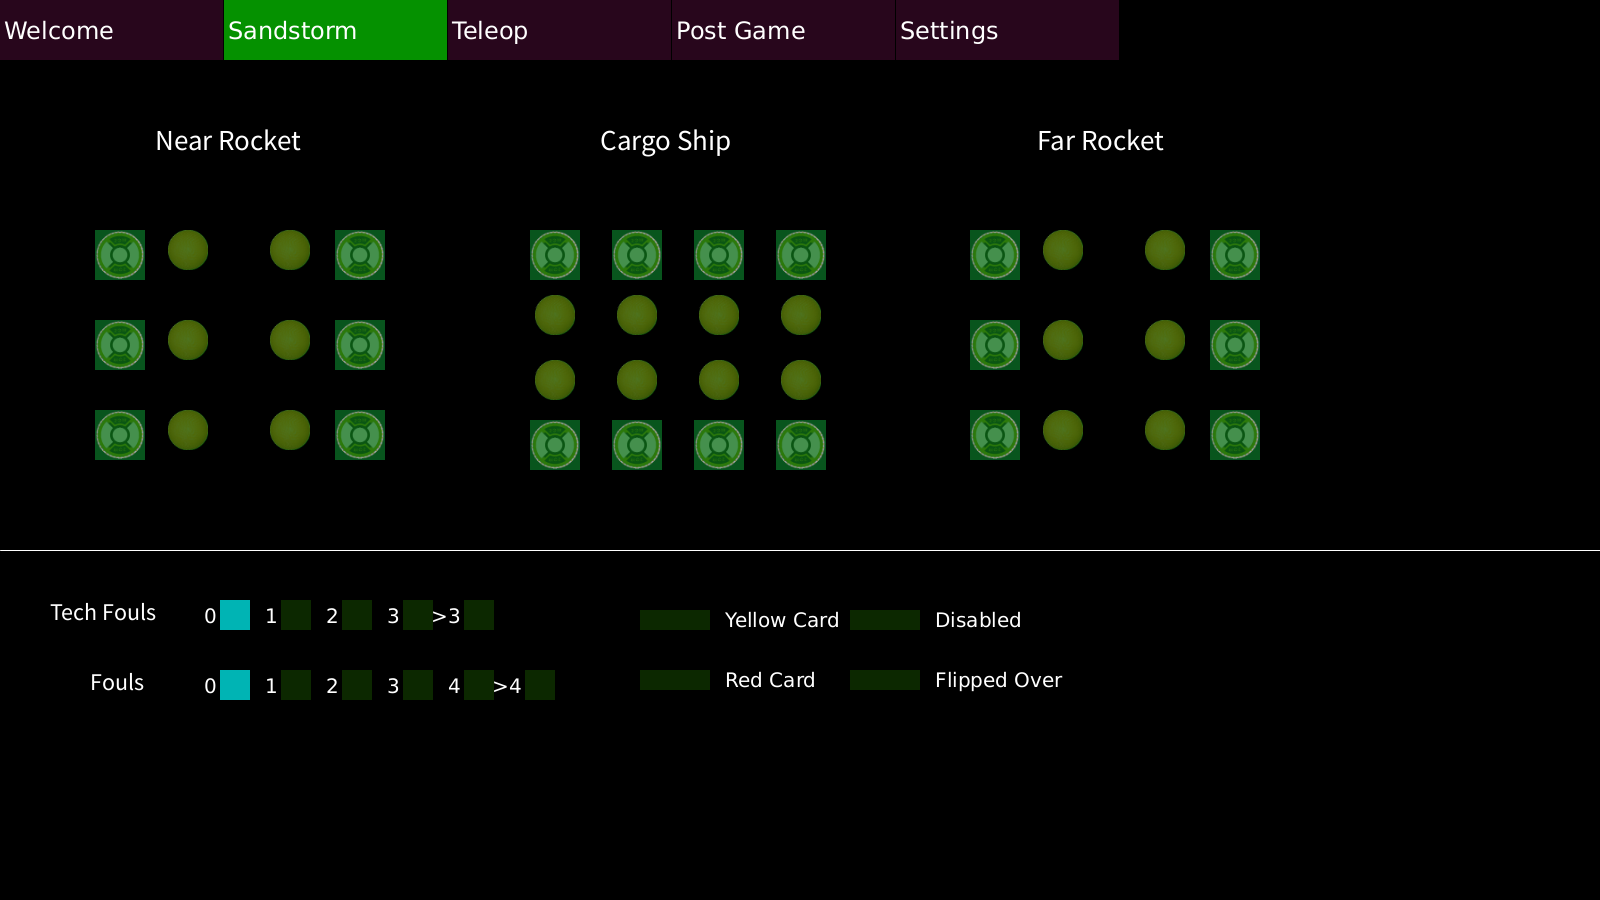 Welcome Sandstorm Teleop Post Game Settings
Near Rocket Cargo Ship Far Rocket
Tech Fouls 0 1 2 3 >3 Yellow Card Disabled
Fouls 0 1 2 3 4 >4 Red Card Flipped Over